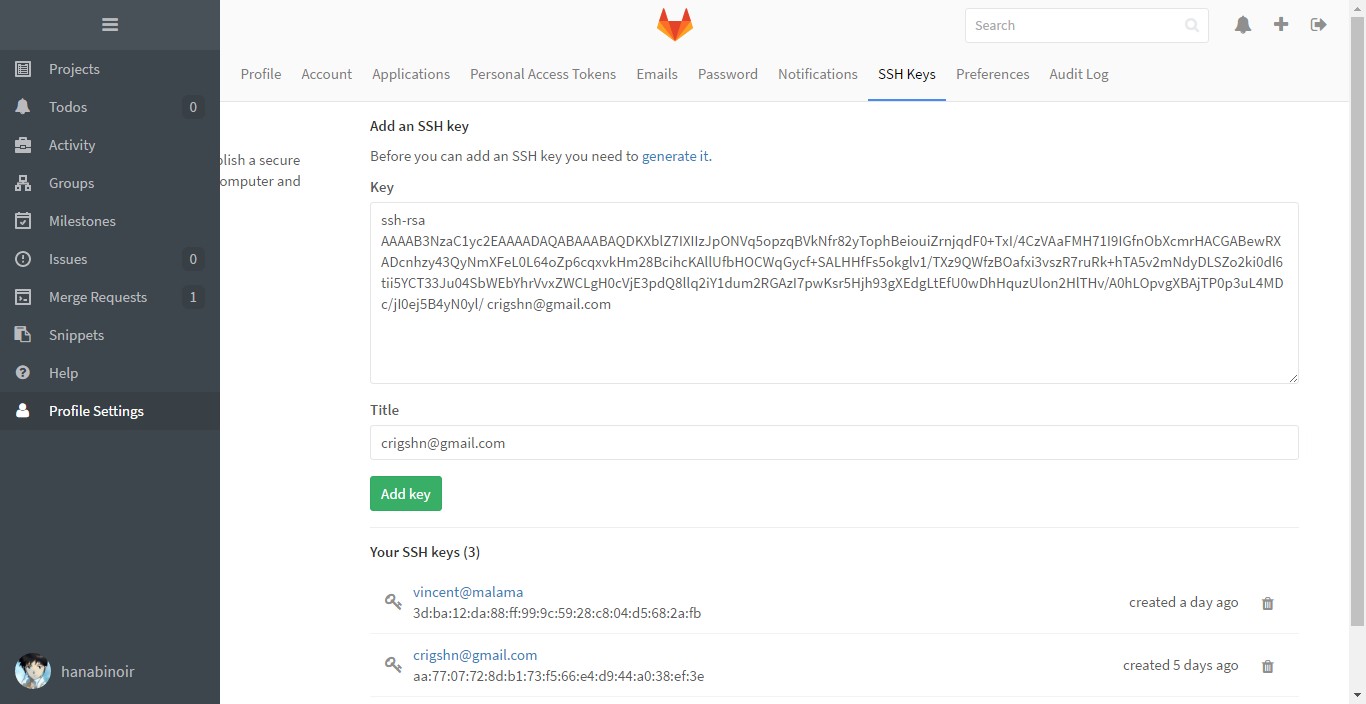 Search
Projects
Todos 0
Activity
Groups
Milestones
Issues 0
Merge Requests 1
Snippets
Help
Profile Settings
hanabinoir
Profile Account Applications Personal Access Tokens Emails Password Notifications SSH Keys Preferences Audit Log
blish a secure
omputer and
Add an SSH key
Before you can add an SSH key you need to generate it.
Key
ssh-rsa
AAAAB3NzaC1yc2EAAAADAQABAAABAQDKXblZ7IXIIzJpONVq5opzqBVkNfr82yTophBeiouiZrnjqdF0+TxI/4CzVAaFMH71I9IGfnObXcmrHACGABewRX
ADcnhzy43QyNmXFeL0L64oZp6cqxvkHm28BcihcKAllUfbHOCWqGycf+SALHHfFs5okglv1/TXz9QWfzBOafxi3vszR7ruRk+hTA5v2mNdyDLSZo2ki0dl6
tii5YCT33Ju04SbWEbYhrVvxZWCLgH0cVjE3pdQ8llq2iY1dum2RGAzI7pwKsr5Hjh93gXEdgLtEfU0wDhHquzUlon2HlTHv/A0hLOpvgXBAjTP0p3uL4MD
c/jI0ej5B4yN0yl/ crigshn@gmail.com
Title
crigshn@gmail.com
Add key
Your SSH keys (3)
vincent@malama
3d:ba:12:da:88:ff:99:9c:59:28:c8:04:d5:68:2a:fb
created a day ago
crigshn@gmail.com
aa:77:07:72:8d:b1:73:f5:66:e4:d9:44:a0:38:ef:3e
created 5 days ago